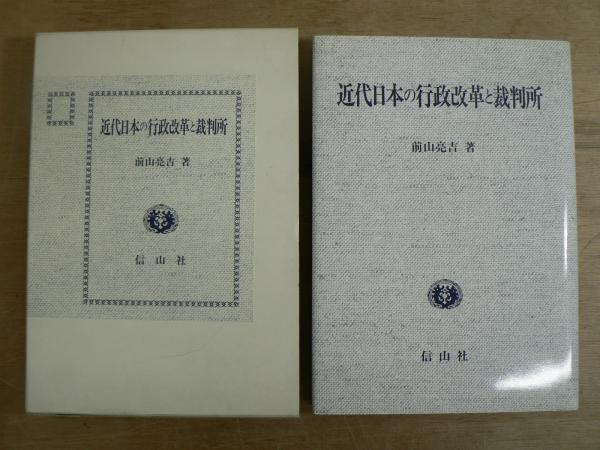 近代日本の行政改革と裁判所
前山亮吉 著
信山社
近代日本の行政改革と裁判所
前山亮吉 著
信山社